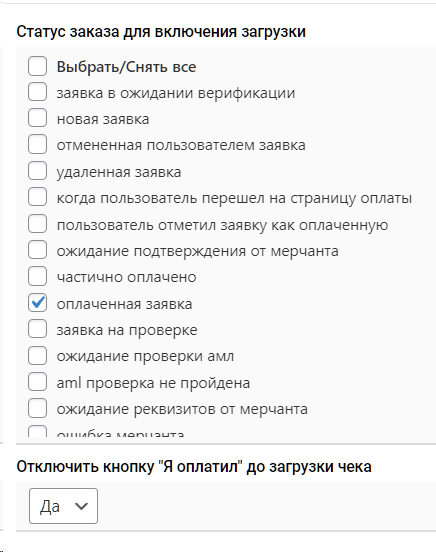 Статус заказа для включения загрузки
Выбрать/Снять все
заявка в ожидании верификации
новая заявка
отмененная пользователем заявка
удаленная заявка
когда пользователь перешел на страницу оплаты
пользователь отметил заявку как оплаченную
ожидание подтверждения от мерчанта
частично оплачено
оплаченная заявка
заявка на проверке
ожидание проверки амл
aml проверка не пройдена
ожидание реквизитов от мерчанта
ошибка мерчанта
Отключить кнопку "Я оплатил" до загрузки чека
Да